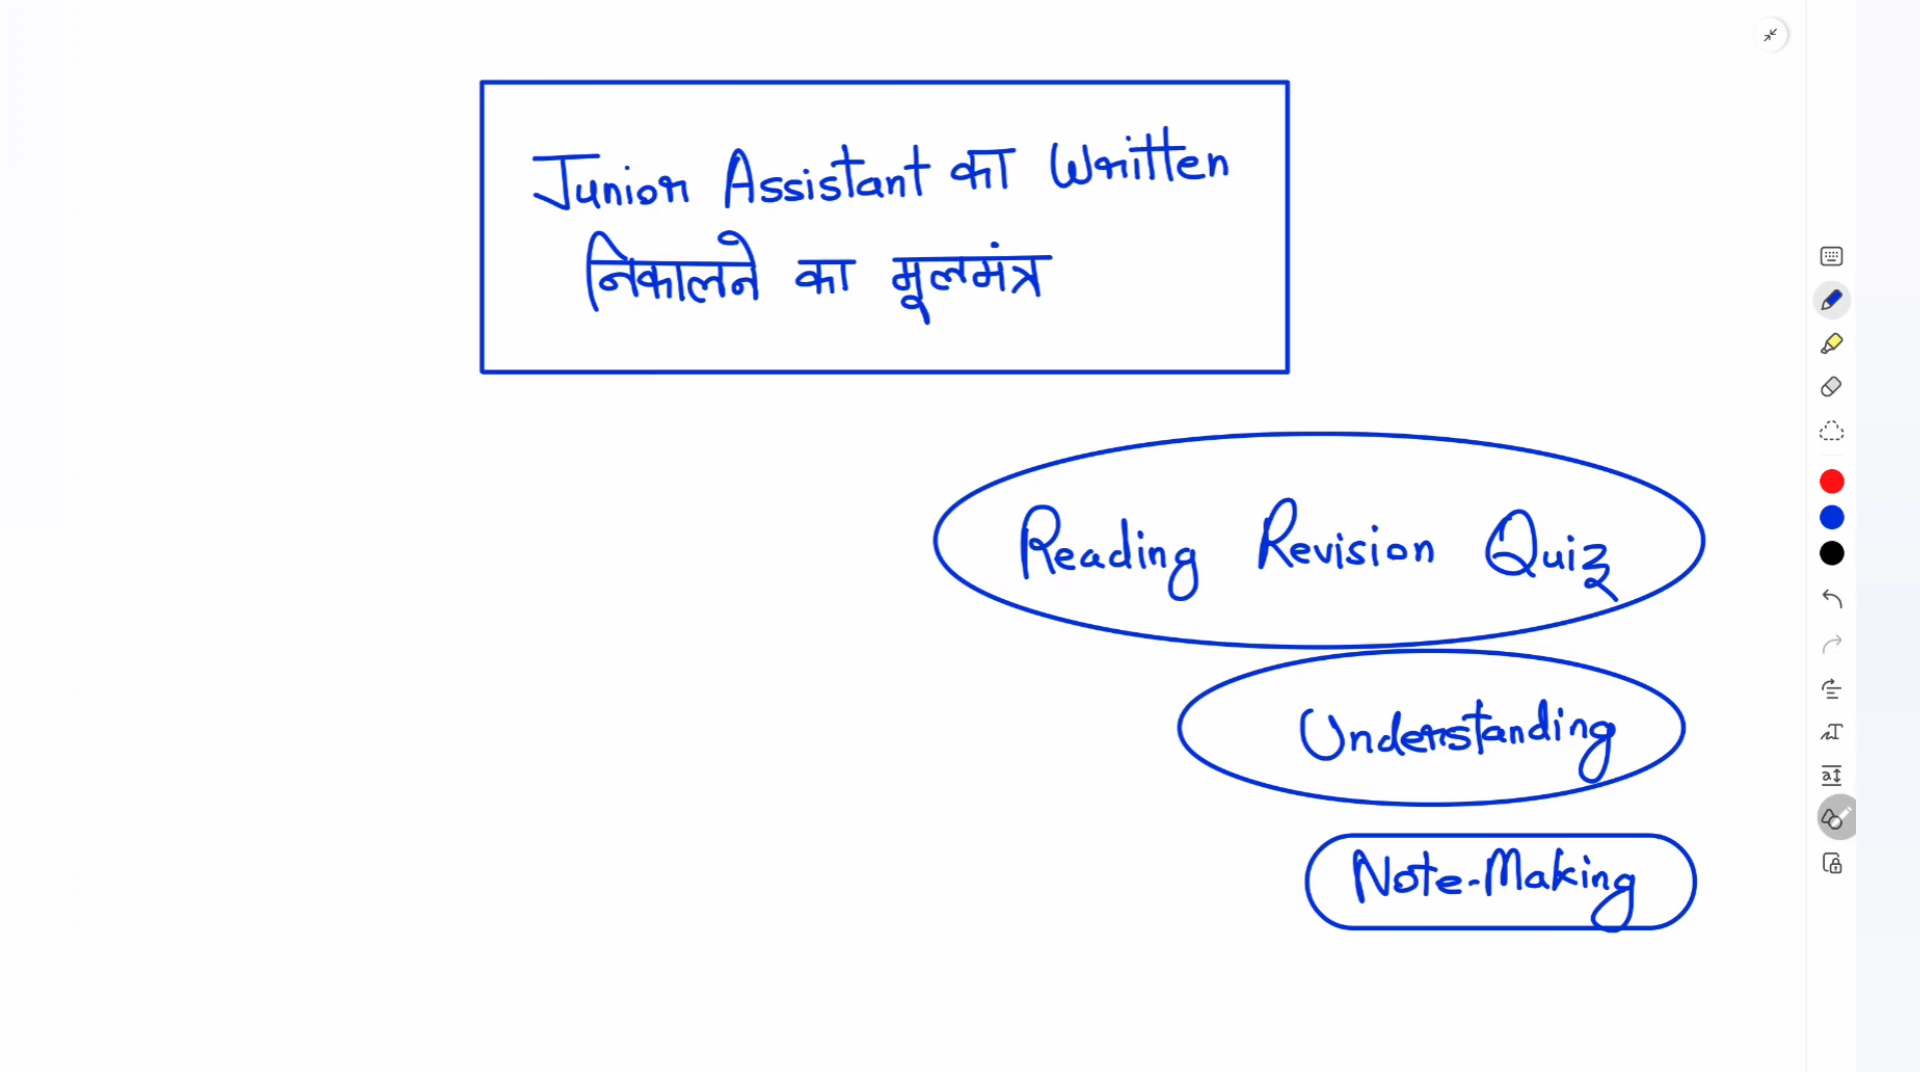 Junior Assistant का Written
निकालने का मूलमंत्र
Reading Revision Quiz
Understanding
Note-Making